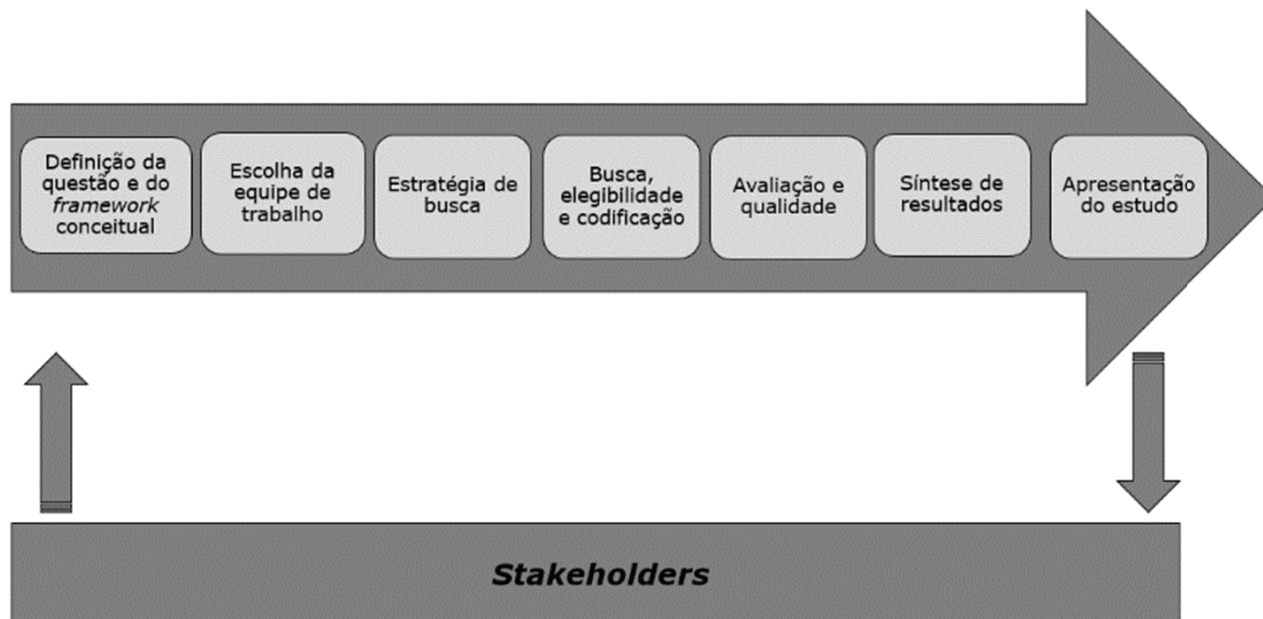 Definição da
questão e do
framework
conceitual
Escolha da
equipe de
trabalho
Estratégia de
busca
Busca,
elegibilidade
e codificação
Avaliação e
qualidade
Síntese de
resultados
Apresentação
do estudo
Stakeholders